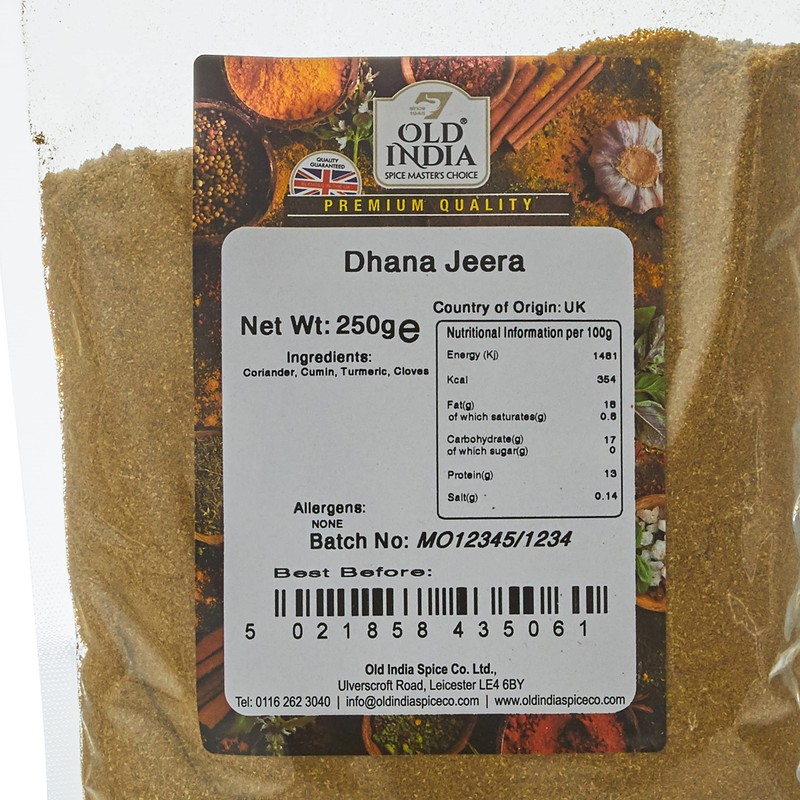 since
1945
OLD®
INDIA
SPICE MASTER'S CHOICE
QUALITY
GUARANTEED
PREMIUM QUALITY
Dhana Jeera
Country of Origin: UK
Net Wt: 250g e
Ingredients:
Coriander, Cumin, Turmeric, Cloves
Nutritional Information per 100g
Energy (Kj) 1481
Kcal 354
Fat(g) 18
of which saturates(g) 0.8
Carbohydrate(g) 17
of which sugar(g) 0
Protein(g) 13
Salt(g) 0.14
Allergens:
NONE
Batch No: MO12345/1234
Best Before:
5 021858 435061
Old India Spice Co. Ltd.,
Ulverscroft Road, Leicester LE4 6BY
Tel: 0116 262 3040 | info@oldindiaspiceco.com | www.oldindiaspiceco.com